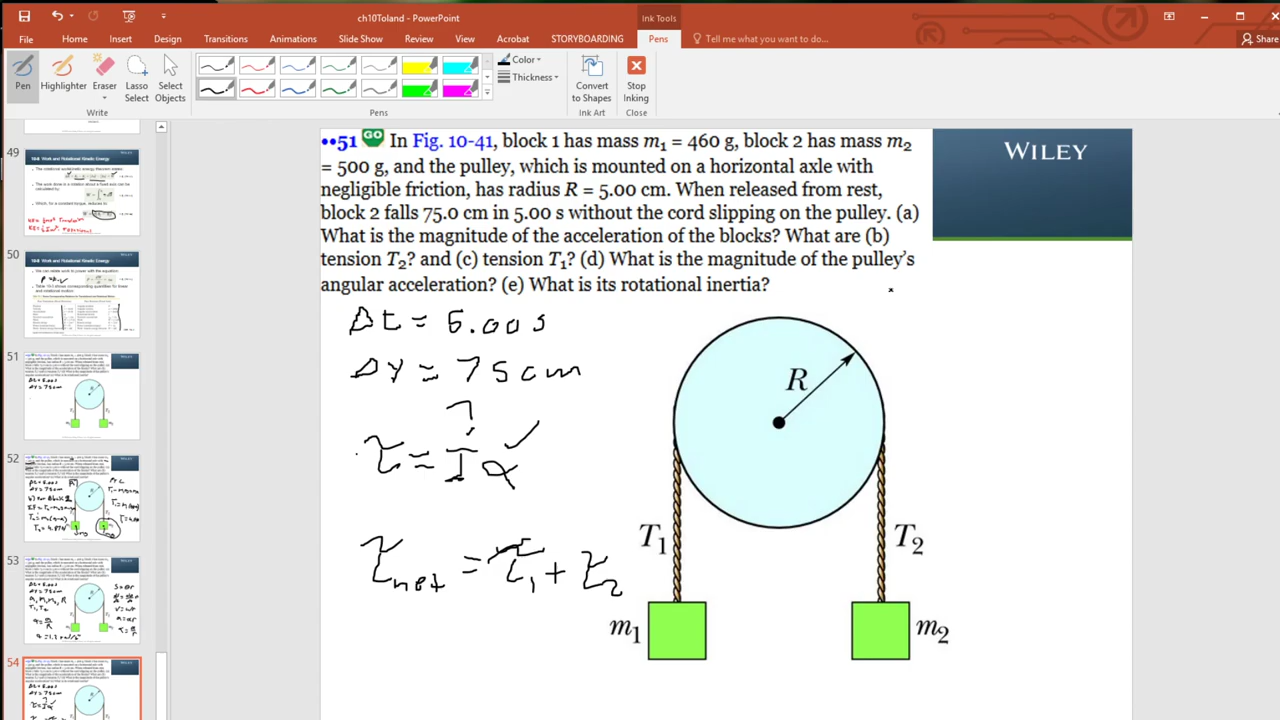 ch10Toland - PowerPoint
Ink Tools
File Home Insert Design Transitions Animations Slide Show Review View Acrobat STORYBOARDING Pens Tell me what you want to do... Share
Pen Highlighter Eraser Lasso Select Select Objects
Color
Thickness
Convert to Shapes Stop Inking
Write Pens Ink Art Close
49
50
51
52
53
54
••51 GO In Fig. 10-41, block 1 has mass m₁ = 460 g, block 2 has mass m₂
= 500 g, and the pulley, which is mounted on a horizontal axle with
negligible friction, has radius R = 5.00 cm. When released from rest,
block 2 falls 75.0 cm in 5.00 s without the cord slipping on the pulley. (a)
What is the magnitude of the acceleration of the blocks? What are (b)
tension T₂? and (c) tension T₁? (d) What is the magnitude of the pulley's
angular acceleration? (e) What is its rotational inertia?
WILEY
Δt = 5.00 s
Δy = 75 cm
?
τ = I α ✓
τnet = τ₁ + τ₂
R
T₁
T₂
m₁
m₂